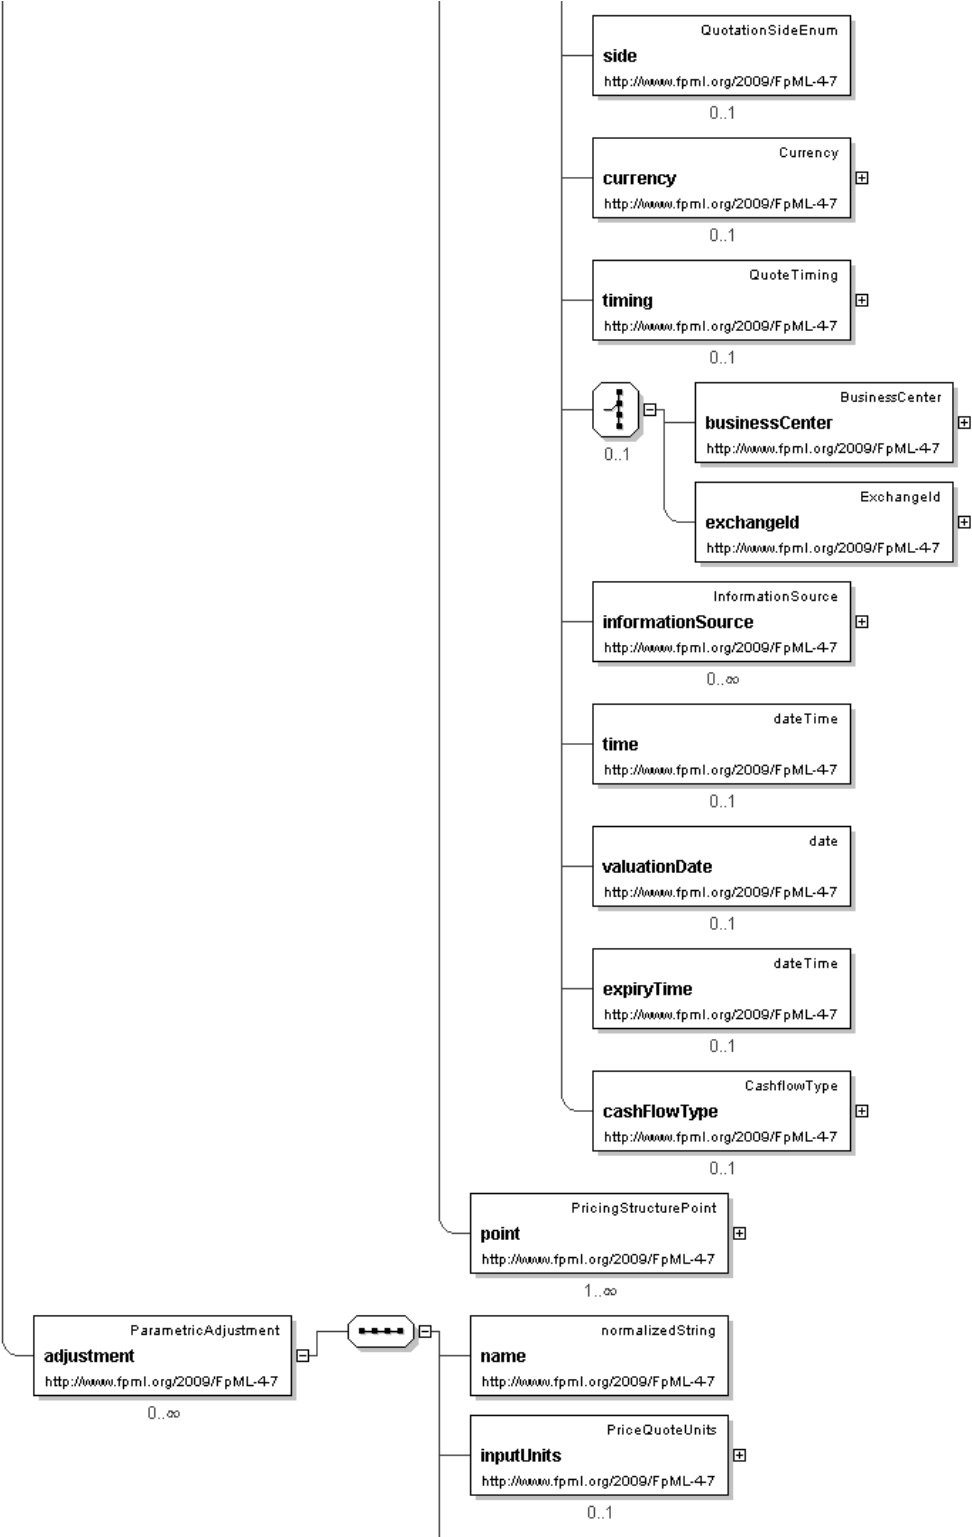 QuotationSideEnum
side
http://www.fpml.org/2009/FpML-4-7
0..1
Currency
currency
http://www.fpml.org/2009/FpML-4-7
0..1
QuoteTiming
timing
http://www.fpml.org/2009/FpML-4-7
0..1
0..1
BusinessCenter
businessCenter
http://www.fpml.org/2009/FpML-4-7
ExchangeId
exchangeId
http://www.fpml.org/2009/FpML-4-7
InformationSource
informationSource
http://www.fpml.org/2009/FpML-4-7
0..∞
dateTime
time
http://www.fpml.org/2009/FpML-4-7
0..1
date
valuationDate
http://www.fpml.org/2009/FpML-4-7
0..1
dateTime
expiryTime
http://www.fpml.org/2009/FpML-4-7
0..1
CashflowType
cashFlowType
http://www.fpml.org/2009/FpML-4-7
0..1
PricingStructurePoint
point
http://www.fpml.org/2009/FpML-4-7
1..∞
ParametricAdjustment
adjustment
http://www.fpml.org/2009/FpML-4-7
0..∞
normalizedString
name
http://www.fpml.org/2009/FpML-4-7
PriceQuoteUnits
inputUnits
http://www.fpml.org/2009/FpML-4-7
0..1